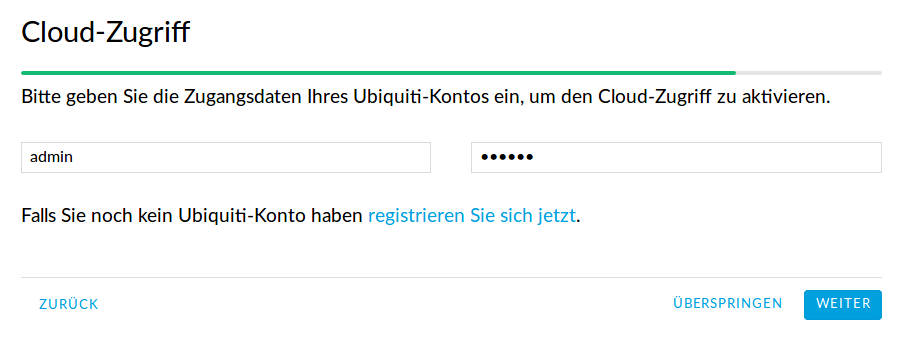 Cloud-Zugriff
Bitte geben Sie die Zugangsdaten Ihres Ubiquiti-Kontos ein, um den Cloud-Zugriff zu aktivieren.
admin
••••••
Falls Sie noch kein Ubiquiti-Konto haben registrieren Sie sich jetzt.
ZURÜCK
ÜBERSPRINGEN
WEITER